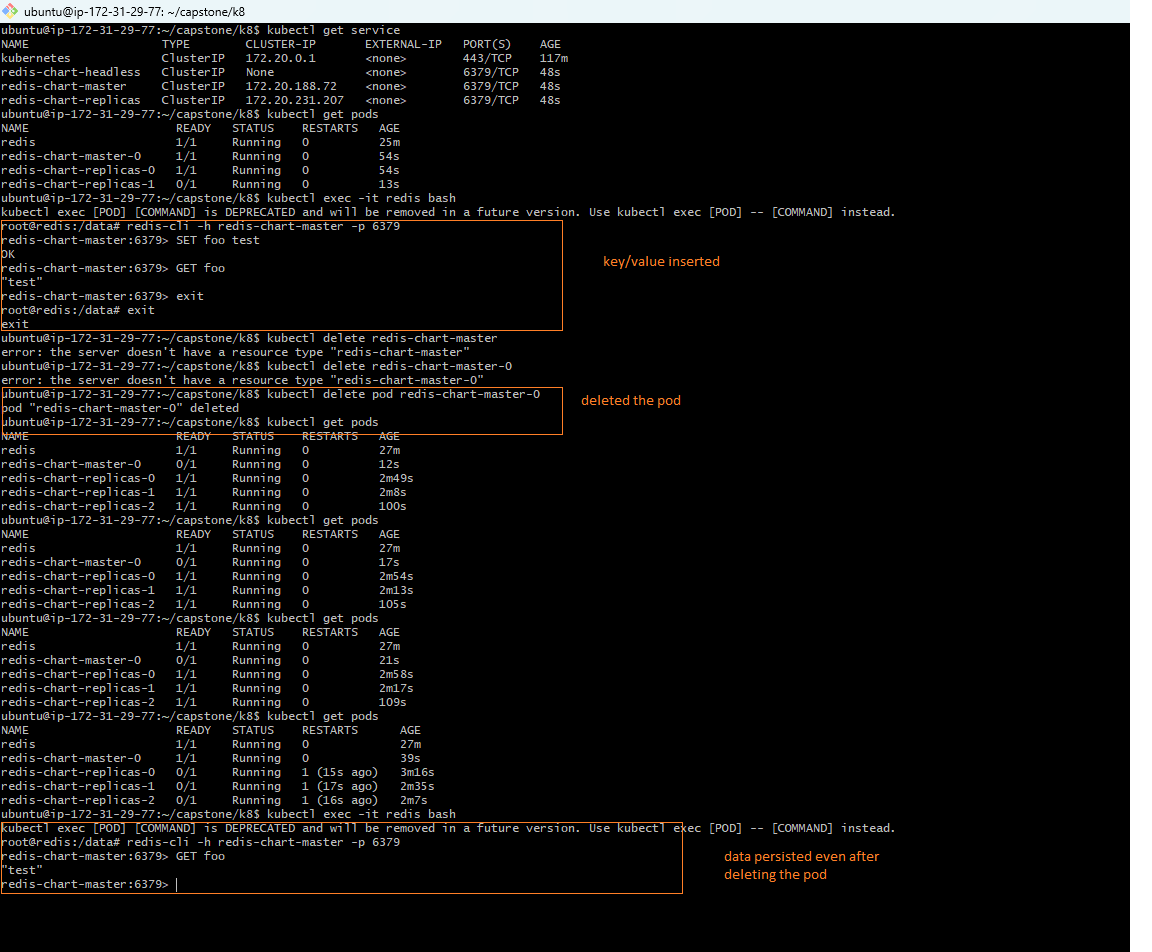 ubuntu@ip-172-31-29-77: ~/capstone/k8
ubuntu@ip-172-31-29-77:~/capstone/k8$ kubectl get service
NAME TYPE CLUSTER-IP EXTERNAL-IP PORT(S) AGE
kubernetes ClusterIP 172.20.0.1 <none> 443/TCP 117m
redis-chart-headless ClusterIP None <none> 6379/TCP 48s
redis-chart-master ClusterIP 172.20.188.72 <none> 6379/TCP 48s
redis-chart-replicas ClusterIP 172.20.231.207 <none> 6379/TCP 48s
ubuntu@ip-172-31-29-77:~/capstone/k8$ kubectl get pods
NAME READY STATUS RESTARTS AGE
redis 1/1 Running 0 25m
redis-chart-master-0 1/1 Running 0 54s
redis-chart-replicas-0 1/1 Running 0 54s
redis-chart-replicas-1 0/1 Running 0 13s
ubuntu@ip-172-31-29-77:~/capstone/k8$ kubectl exec -it redis bash
kubectl exec [POD] [COMMAND] is DEPRECATED and will be removed in a future version. Use kubectl exec [POD] -- [COMMAND] instead.
root@redis:/data# redis-cli -h redis-chart-master -p 6379
redis-chart-master:6379> SET foo test
OK
key/value inserted
redis-chart-master:6379> GET foo
"test"
redis-chart-master:6379> exit
root@redis:/data# exit
exit
ubuntu@ip-172-31-29-77:~/capstone/k8$ kubectl delete redis-chart-master
error: the server doesn't have a resource type "redis-chart-master"
ubuntu@ip-172-31-29-77:~/capstone/k8$ kubectl delete redis-chart-master-0
error: the server doesn't have a resource type "redis-chart-master-0"
ubuntu@ip-172-31-29-77:~/capstone/k8$ kubectl delete pod redis-chart-master-0
deleted the pod
pod "redis-chart-master-0" deleted
ubuntu@ip-172-31-29-77:~/capstone/k8$ kubectl get pods
NAME READY STATUS RESTARTS AGE
redis 1/1 Running 0 27m
redis-chart-master-0 0/1 Running 0 12s
redis-chart-replicas-0 1/1 Running 0 2m49s
redis-chart-replicas-1 1/1 Running 0 2m8s
redis-chart-replicas-2 1/1 Running 0 100s
ubuntu@ip-172-31-29-77:~/capstone/k8$ kubectl get pods
NAME READY STATUS RESTARTS AGE
redis 1/1 Running 0 27m
redis-chart-master-0 0/1 Running 0 17s
redis-chart-replicas-0 1/1 Running 0 2m54s
redis-chart-replicas-1 1/1 Running 0 2m13s
redis-chart-replicas-2 1/1 Running 0 105s
ubuntu@ip-172-31-29-77:~/capstone/k8$ kubectl get pods
NAME READY STATUS RESTARTS AGE
redis 1/1 Running 0 27m
redis-chart-master-0 0/1 Running 0 21s
redis-chart-replicas-0 1/1 Running 0 2m58s
redis-chart-replicas-1 1/1 Running 0 2m17s
redis-chart-replicas-2 1/1 Running 0 109s
ubuntu@ip-172-31-29-77:~/capstone/k8$ kubectl get pods
NAME READY STATUS RESTARTS AGE
redis 1/1 Running 0 27m
redis-chart-master-0 1/1 Running 0 39s
redis-chart-replicas-0 0/1 Running 1 (15s ago) 3m16s
redis-chart-replicas-1 0/1 Running 1 (17s ago) 2m35s
redis-chart-replicas-2 0/1 Running 1 (16s ago) 2m7s
ubuntu@ip-172-31-29-77:~/capstone/k8$ kubectl exec -it redis bash
kubectl exec [POD] [COMMAND] is DEPRECATED and will be removed in a future version. Use kubectl exec [POD] -- [COMMAND] instead.
root@redis:/data# redis-cli -h redis-chart-master -p 6379
redis-chart-master:6379> GET foo
"test"
redis-chart-master:6379>
data persisted even after
deleting the pod